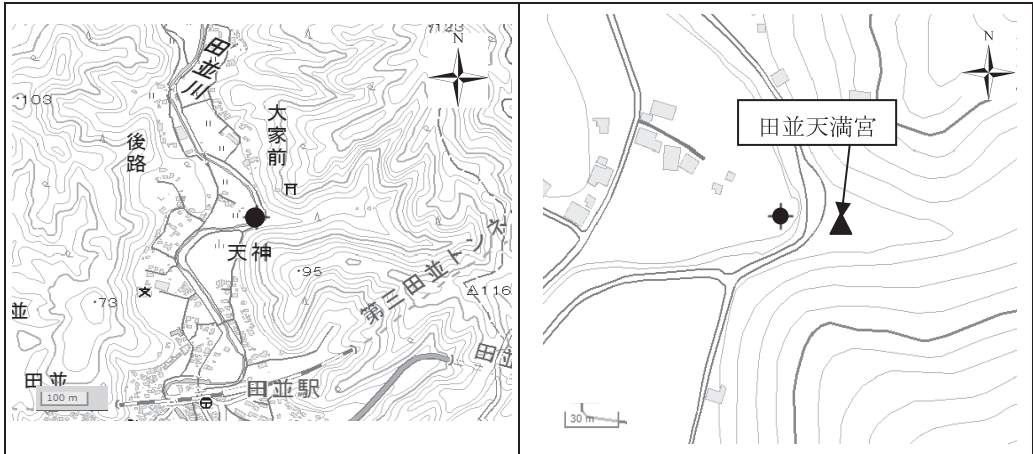 N
田並川
・103
大家前
後路
天神
・95
第三田並トンネ
116
・73
並
田並
田並
100 m
田並駅
N
田並天満宮
30 m